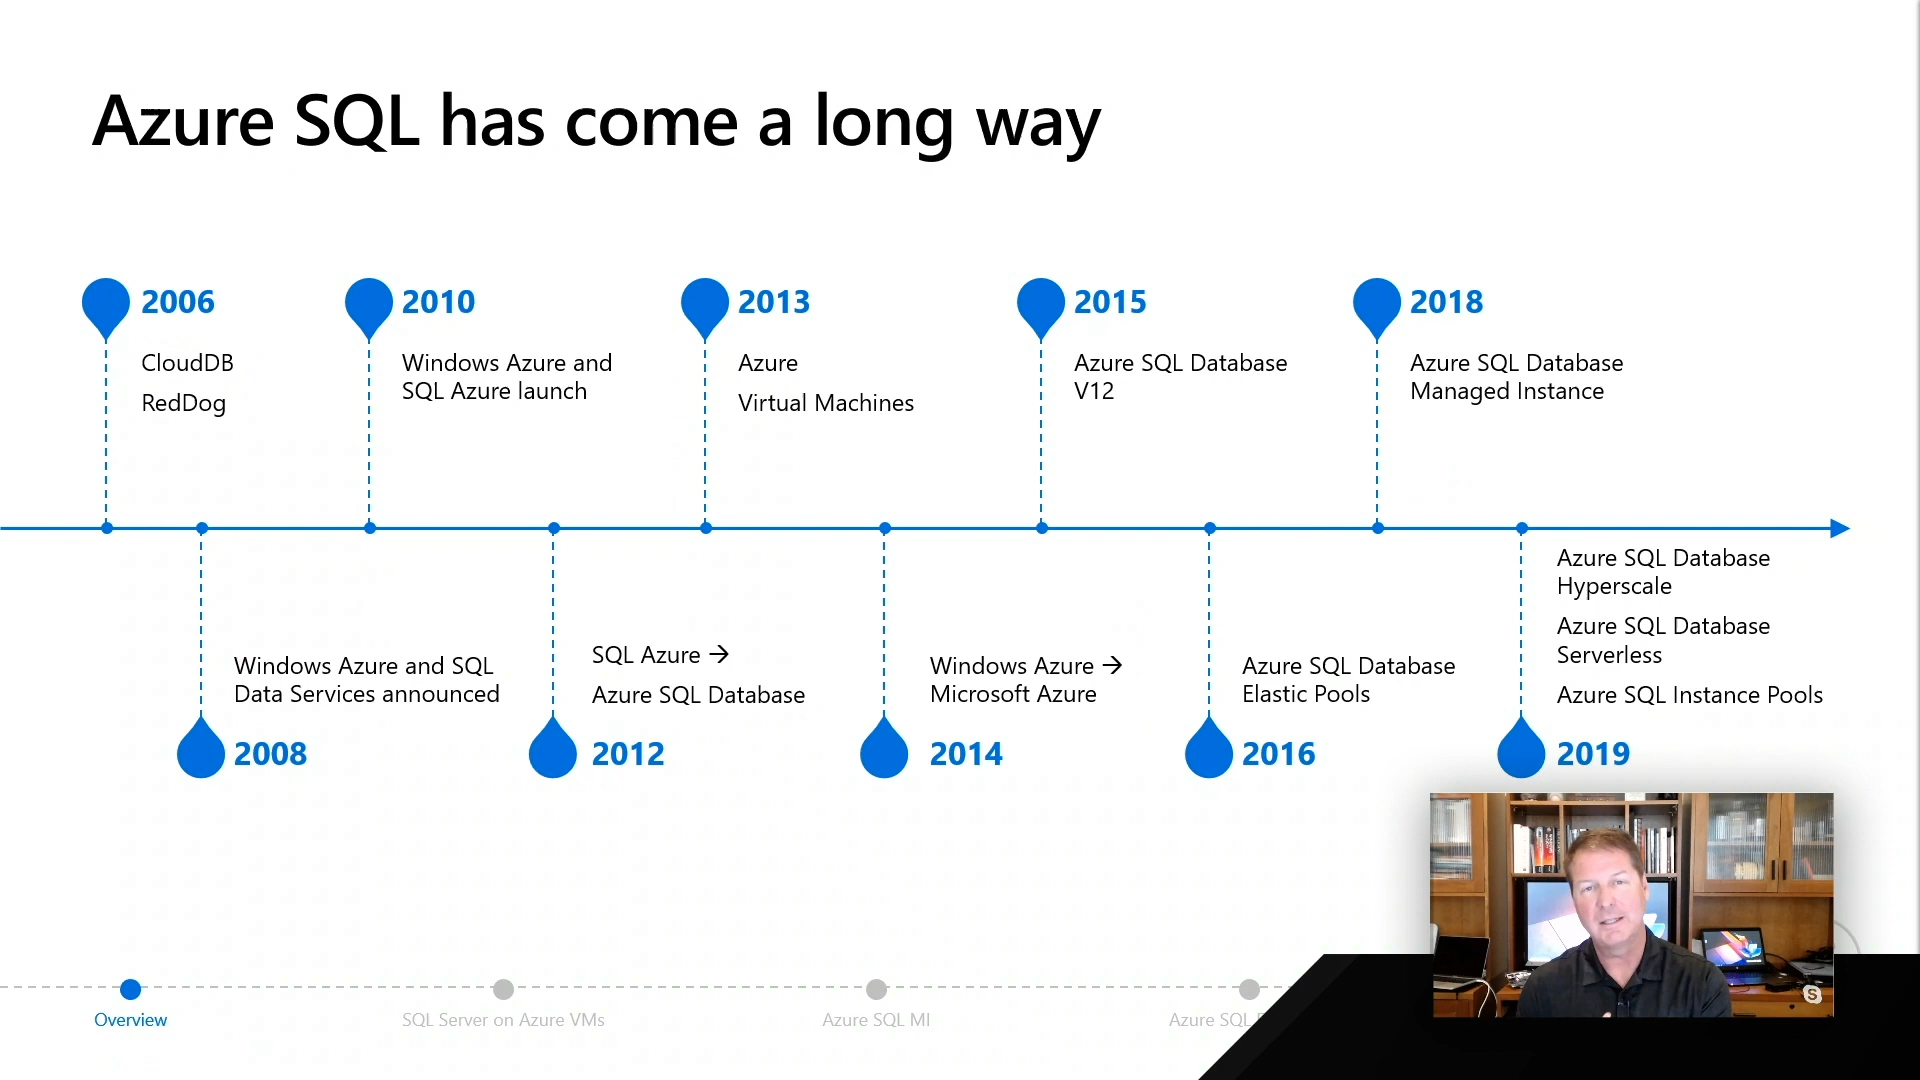 Azure SQL has come a long way
2006
CloudDB
RedDog
2010
Windows Azure and
SQL Azure launch
2013
Azure
Virtual Machines
2015
Azure SQL Database
V12
2018
Azure SQL Database
Managed Instance
Windows Azure and SQL
Data Services announced
2008
SQL Azure →
Azure SQL Database
2012
Windows Azure →
Microsoft Azure
2014
Azure SQL Database
Elastic Pools
2016
Azure SQL Database
Hyperscale
Azure SQL Database
Serverless
Azure SQL Instance Pools
2019
Overview
SQL Server on Azure VMs
Azure SQL MI
Azure SQL